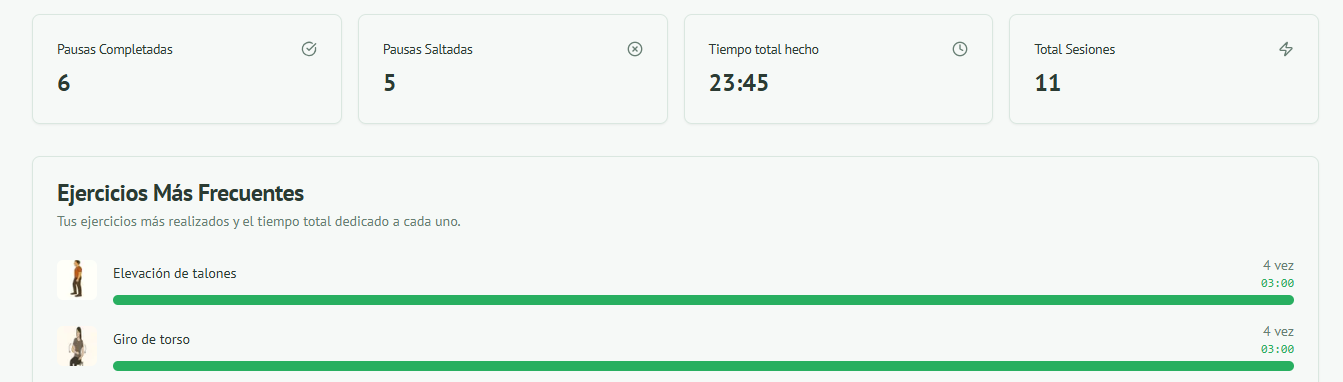 Pausas Completadas
6
Pausas Saltadas
5
Tiempo total hecho
23:45
Total Sesiones
11
Ejercicios Más Frecuentes
Tus ejercicios más realizados y el tiempo total dedicado a cada uno.
Elevación de talones
4 vez
03:00
Giro de torso
4 vez
03:00